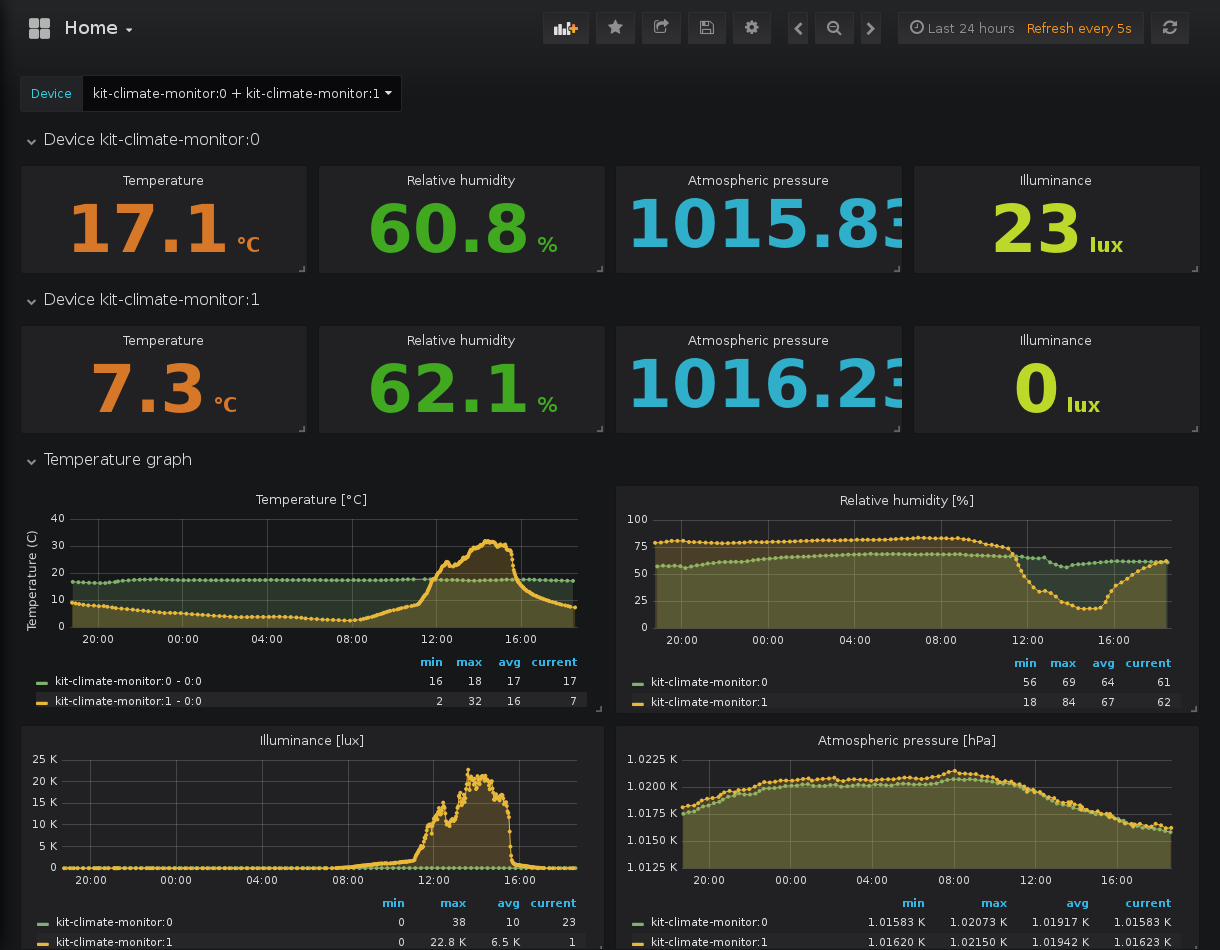 Home
Last 24 hours Refresh every 5s
Device kit-climate-monitor:0 + kit-climate-monitor:1
Device kit-climate-monitor:0
Temperature Relative humidity Atmospheric pressure Illuminance
17.1 °C 60.8 % 1015.83 23 lux
Device kit-climate-monitor:1
Temperature Relative humidity Atmospheric pressure Illuminance
7.3 °C 62.1 % 1016.23 0 lux
Temperature graph
Temperature [°C]
Temperature (C)
40
30
20
10
0
20:00 00:00 04:00 08:00 12:00 16:00
min max avg current
kit-climate-monitor:0 - 0:0 16 18 17 17
kit-climate-monitor:1 - 0:0 2 32 16 7
Relative humidity [%]
100
75
50
25
0
20:00 00:00 04:00 08:00 12:00 16:00
min max avg current
kit-climate-monitor:0 56 69 64 61
kit-climate-monitor:1 18 84 67 62
Illuminance [lux]
25 K
20 K
15 K
10 K
5 K
0
20:00 00:00 04:00 08:00 12:00 16:00
min max avg current
kit-climate-monitor:0 0 38 10 23
kit-climate-monitor:1 0 22.8 K 6.5 K 1
Atmospheric pressure [hPa]
1.0225 K
1.0200 K
1.0175 K
1.0150 K
1.0125 K
20:00 00:00 04:00 08:00 12:00 16:00
min max avg current
kit-climate-monitor:0 1.01583 K 1.02073 K 1.01917 K 1.01583 K
kit-climate-monitor:1 1.01620 K 1.02150 K 1.01942 K 1.01623 K